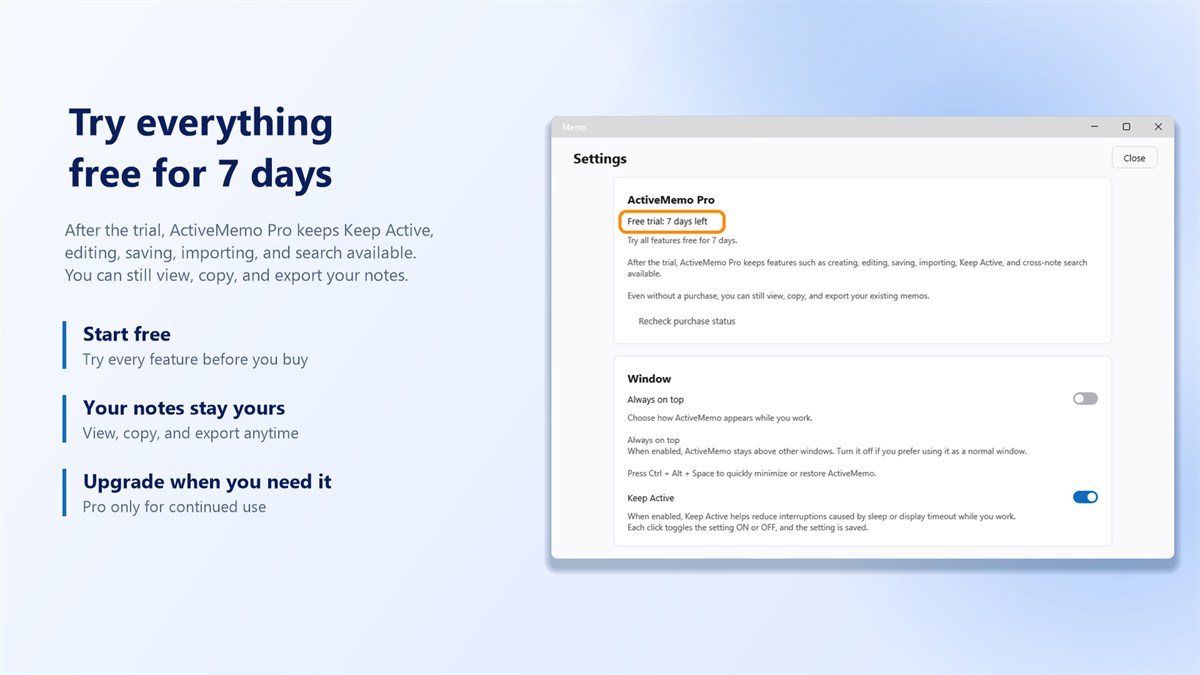 Try everything
free for 7 days
After the trial, ActiveMemo Pro keeps Keep Active,
editing, saving, importing, and search available.
You can still view, copy, and export your notes.
Start free
Try every feature before you buy
Your notes stay yours
View, copy, and export anytime
Upgrade when you need it
Pro only for continued use
Memo
Settings
Close
ActiveMemo Pro
Free trial: 7 days left
Try all features free for 7 days.
After the trial, ActiveMemo Pro keeps features such as creating, editing, saving, importing, Keep Active, and cross-note search
available.
Even without a purchase, you can still view, copy, and export your existing memos.
Recheck purchase status
Window
Always on top
Choose how ActiveMemo appears while you work.
Always on top
When enabled, ActiveMemo stays above other windows. Turn it off if you prefer using it as a normal window.
Press Ctrl + Alt + Space to quickly minimize or restore ActiveMemo.
Keep Active
When enabled, Keep Active helps reduce interruptions caused by sleep or display timeout while you work.
Each click toggles the setting ON or OFF, and the setting is saved.